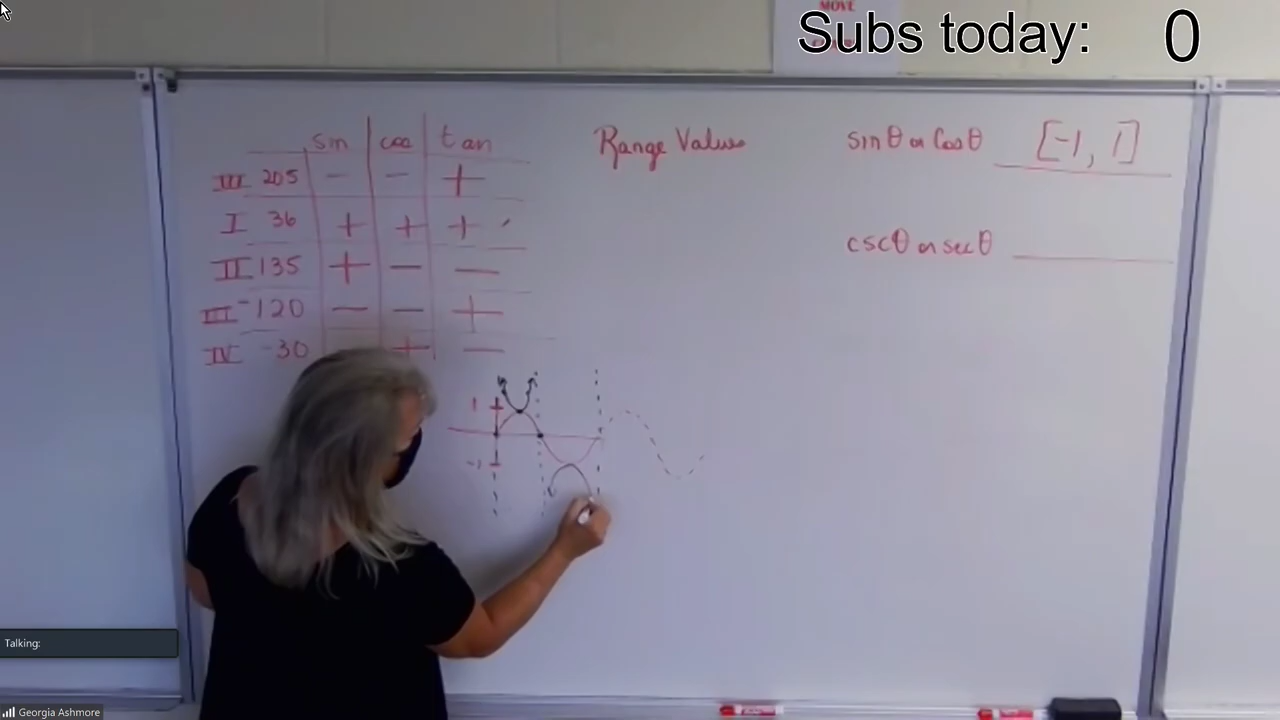 MOVE
Subs today: 0
sin cos tan
III 205 - - +
I 36 + + +
II 135 + - -
III -120 - - +
IV -30 + -
1
-1
Range Values
sinθ or Cosθ [-1, 1]
cscθ or secθ
Talking:
Georgia Ashmore